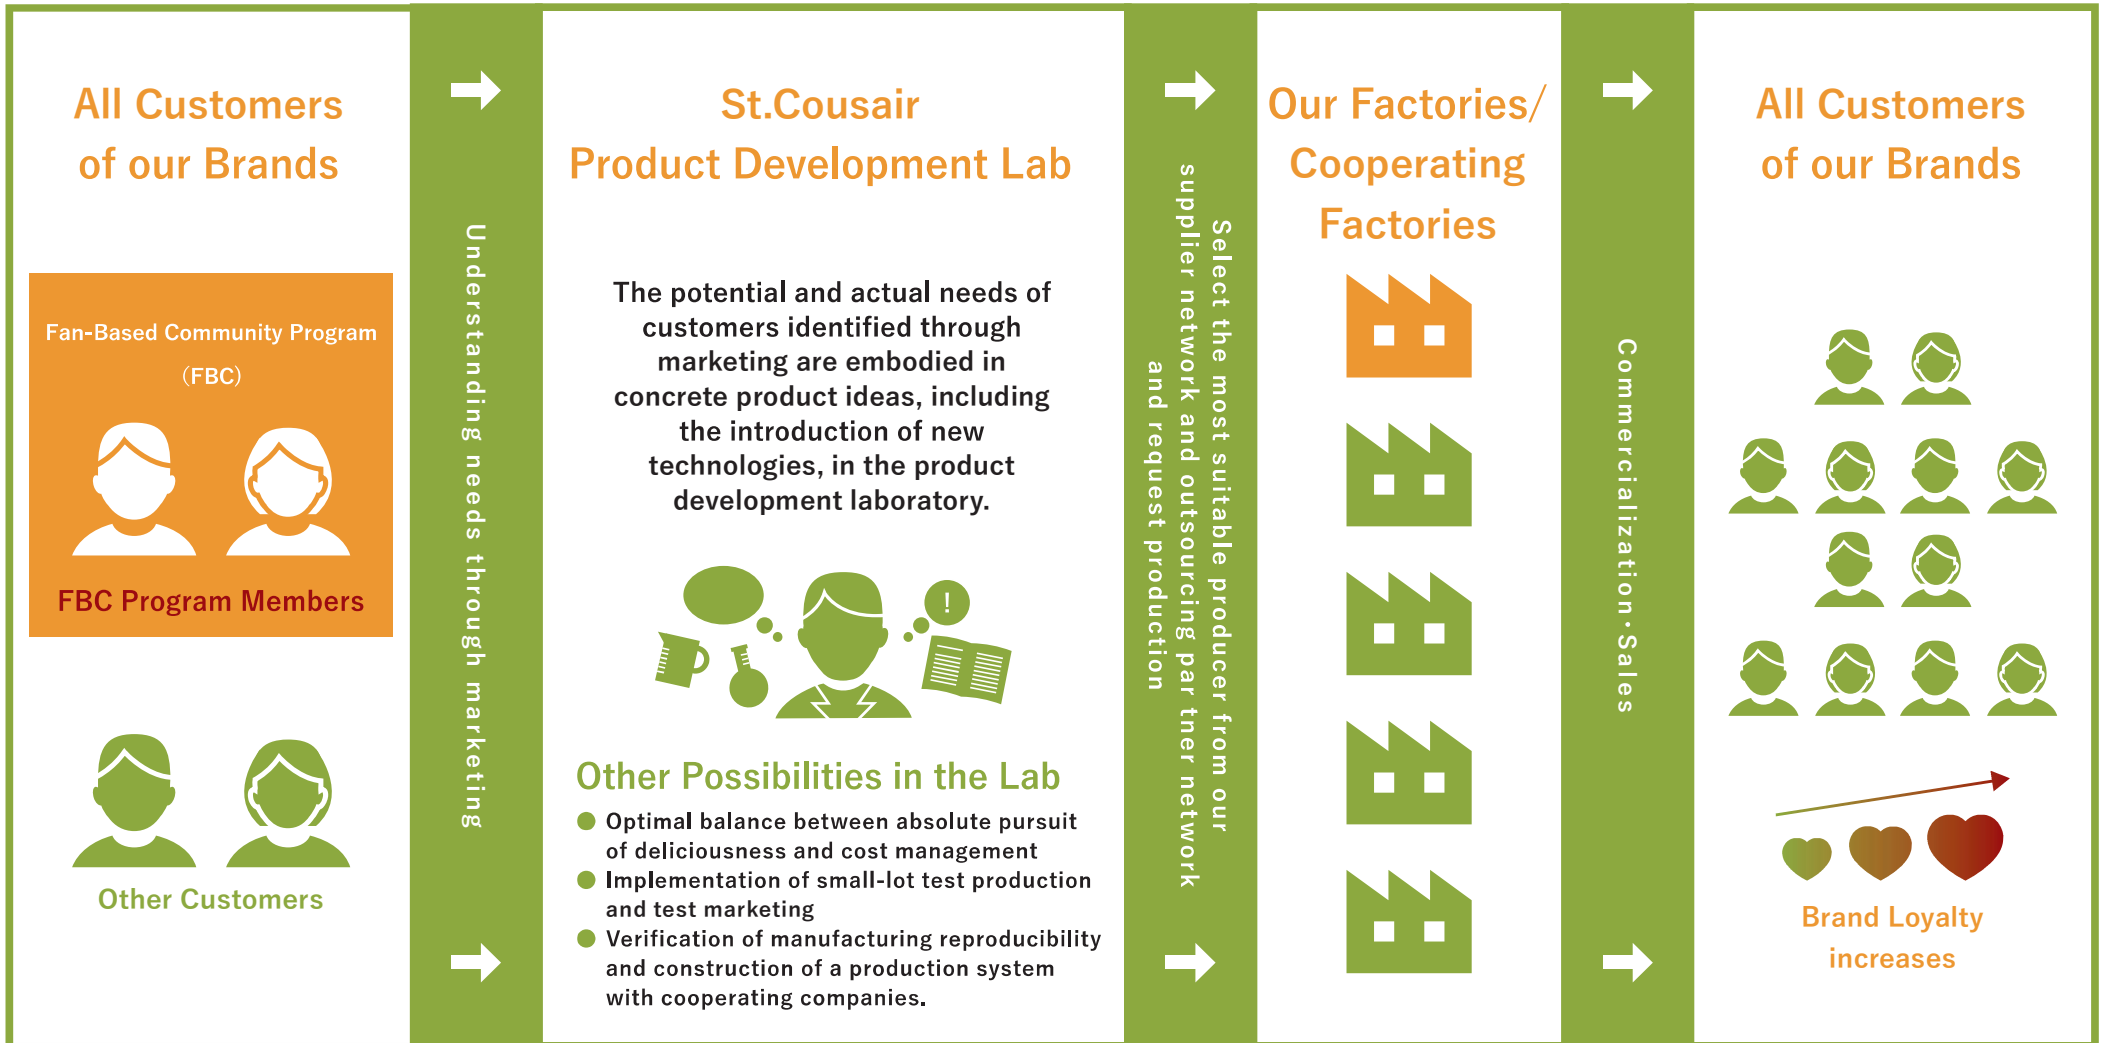 All Customers
of our Brands
Fan-Based Community Program
(FBC)
FBC Program Members
Other Customers
Understanding needs through marketing
St.Cousair
Product Development Lab
The potential and actual needs of
customers identified through
marketing are embodied in
concrete product ideas, including
the introduction of new
technologies, in the product
development laboratory.
!
Other Possibilities in the Lab
● Optimal balance between absolute pursuit
of deliciousness and cost management
● Implementation of small-lot test production
and test marketing
● Verification of manufacturing reproducibility
and construction of a production system
with cooperating companies.
Select the most suitable producer from our
supplier network and outsourcing par tner network
and request production
Our Factories/
Cooperating
Factories
Commercialization・Sales
All Customers
of our Brands
Brand Loyalty
increases